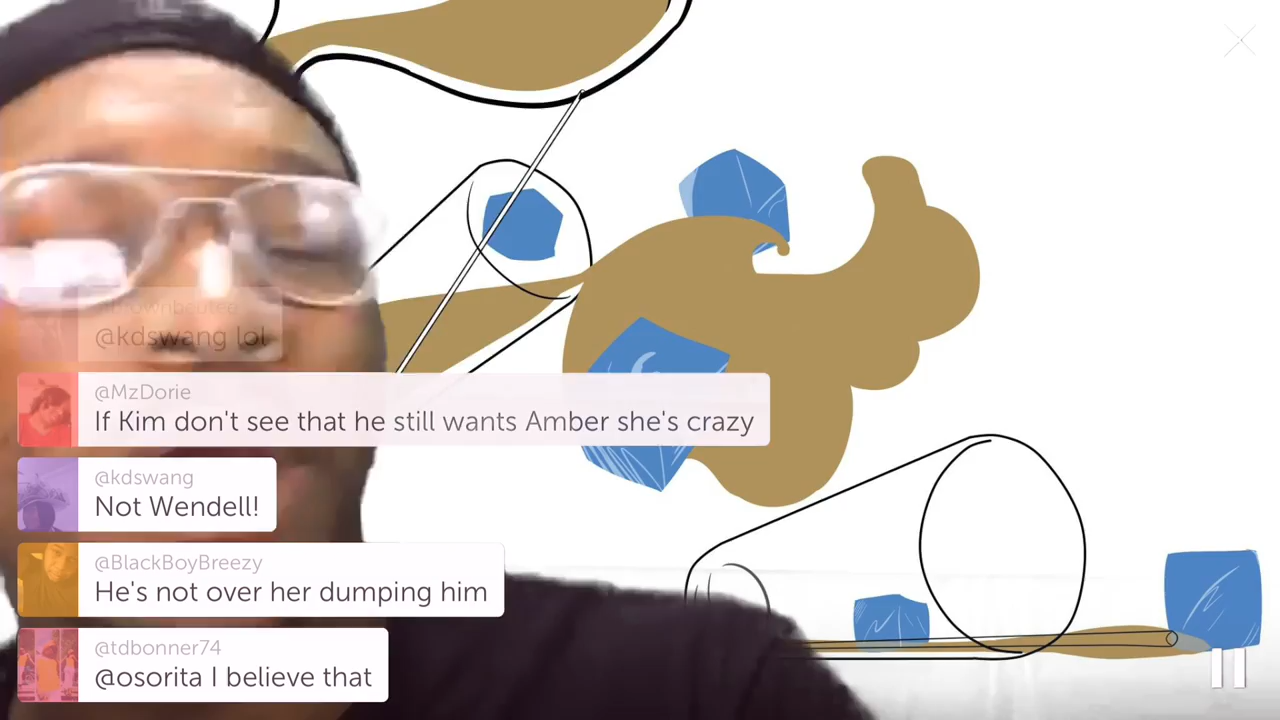 @kdswang lol
@MzDorie
If Kim don't see that he still wants Amber she's crazy
@kdswang
Not Wendell!
@BlackBoyBreezy
He's not over her dumping him
@tdbonner74
@osorita I believe that